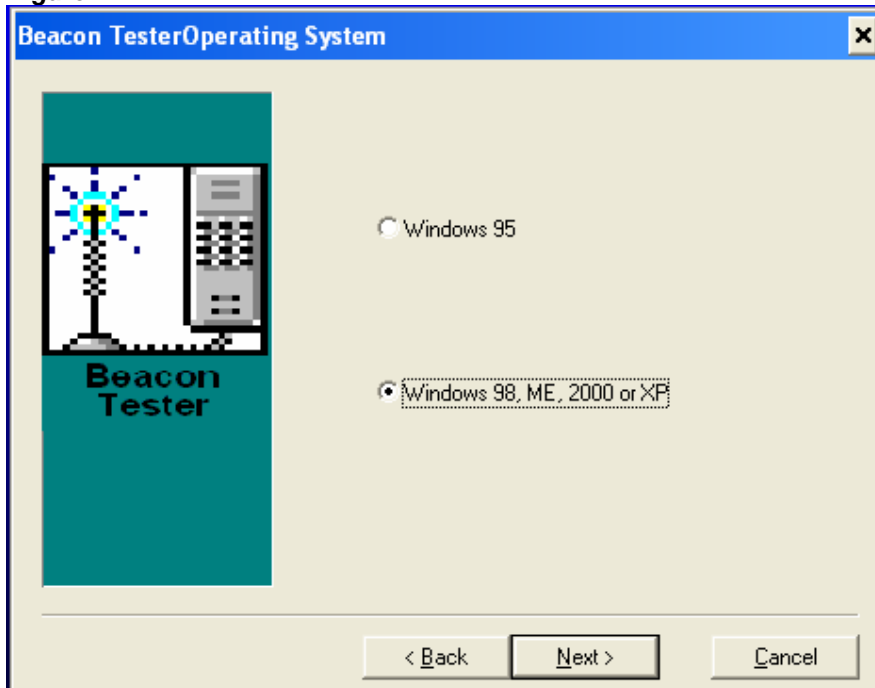 Beacon TesterOperating System
Windows 95
Beacon
Tester
Windows 98, ME, 2000 or XP
< Back
Next >
Cancel